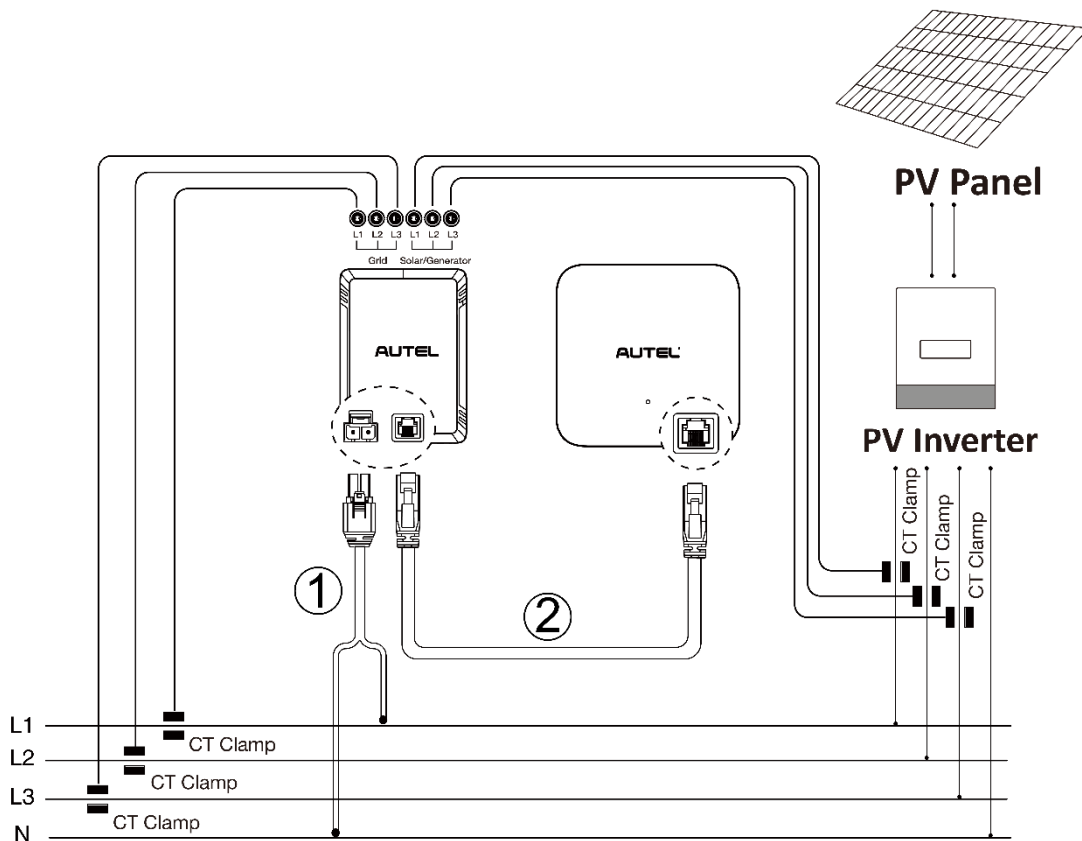 PV Panel
L1 L2 L3 L1 L2 L3
Grid Solar/Generator
AUTEL
AUTEL
PV Inverter
CT Clamp
CT Clamp
CT Clamp
1
2
L1
CT Clamp
L2
CT Clamp
L3
CT Clamp
N